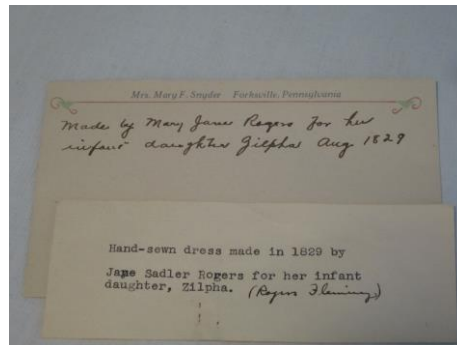 Mrs. Mary F. Snyder Forksville, Pennsylvania
Made by Mary Jane Rogers for her
infant daughter Zilpha Aug 1829
Hand-sewn dress made in 1829 by
Jane Sadler Rogers for her infant
daughter, Zilpha. (Rogers Fleming)